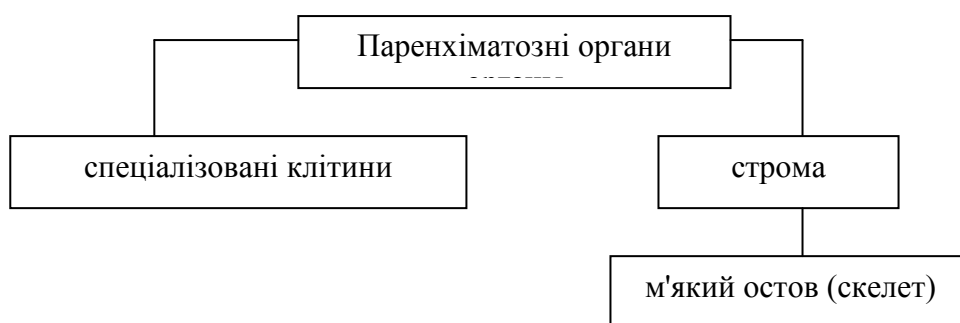 Паренхіматозні органи
спеціалізовані клітини
строма
м'який остов (скелет)